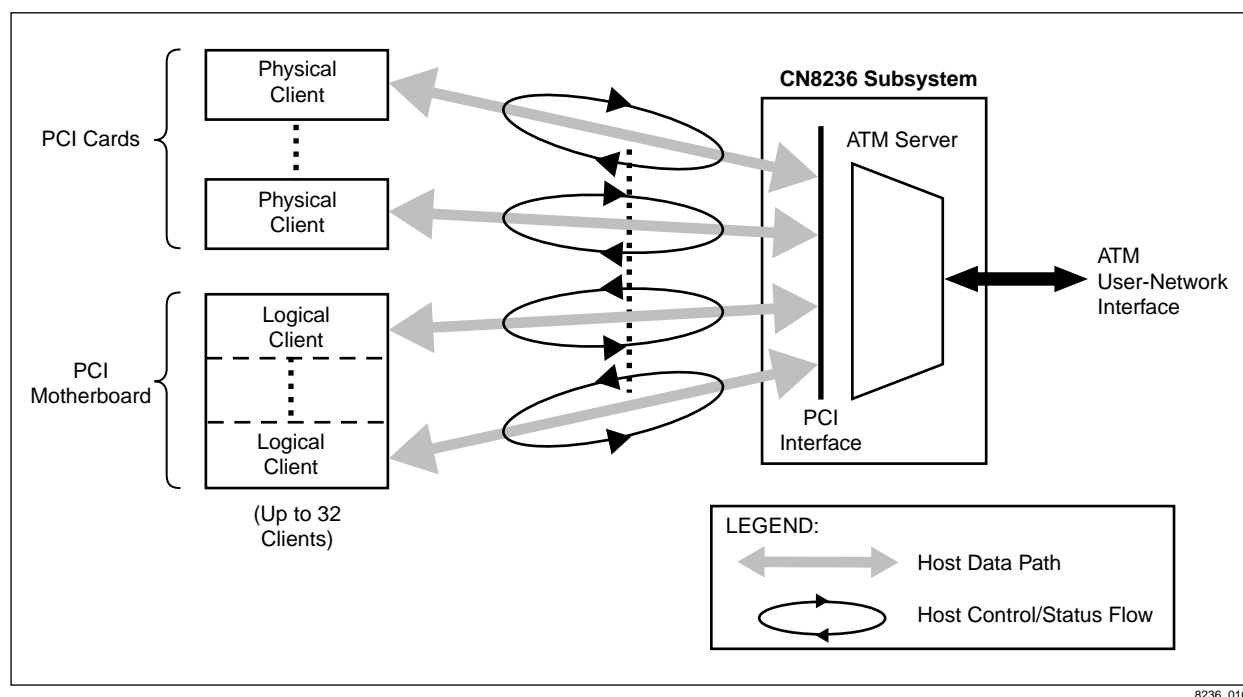 Physical
Client
CN8236 Subsystem
PCI Cards
ATM Server
Physical
Client
ATM
User-Network
Interface
Logical
Client
PCI
Motherboard
PCI
Interface
Logical
Client
(Up to 32
Clients)
LEGEND:
Host Data Path
Host Control/Status Flow